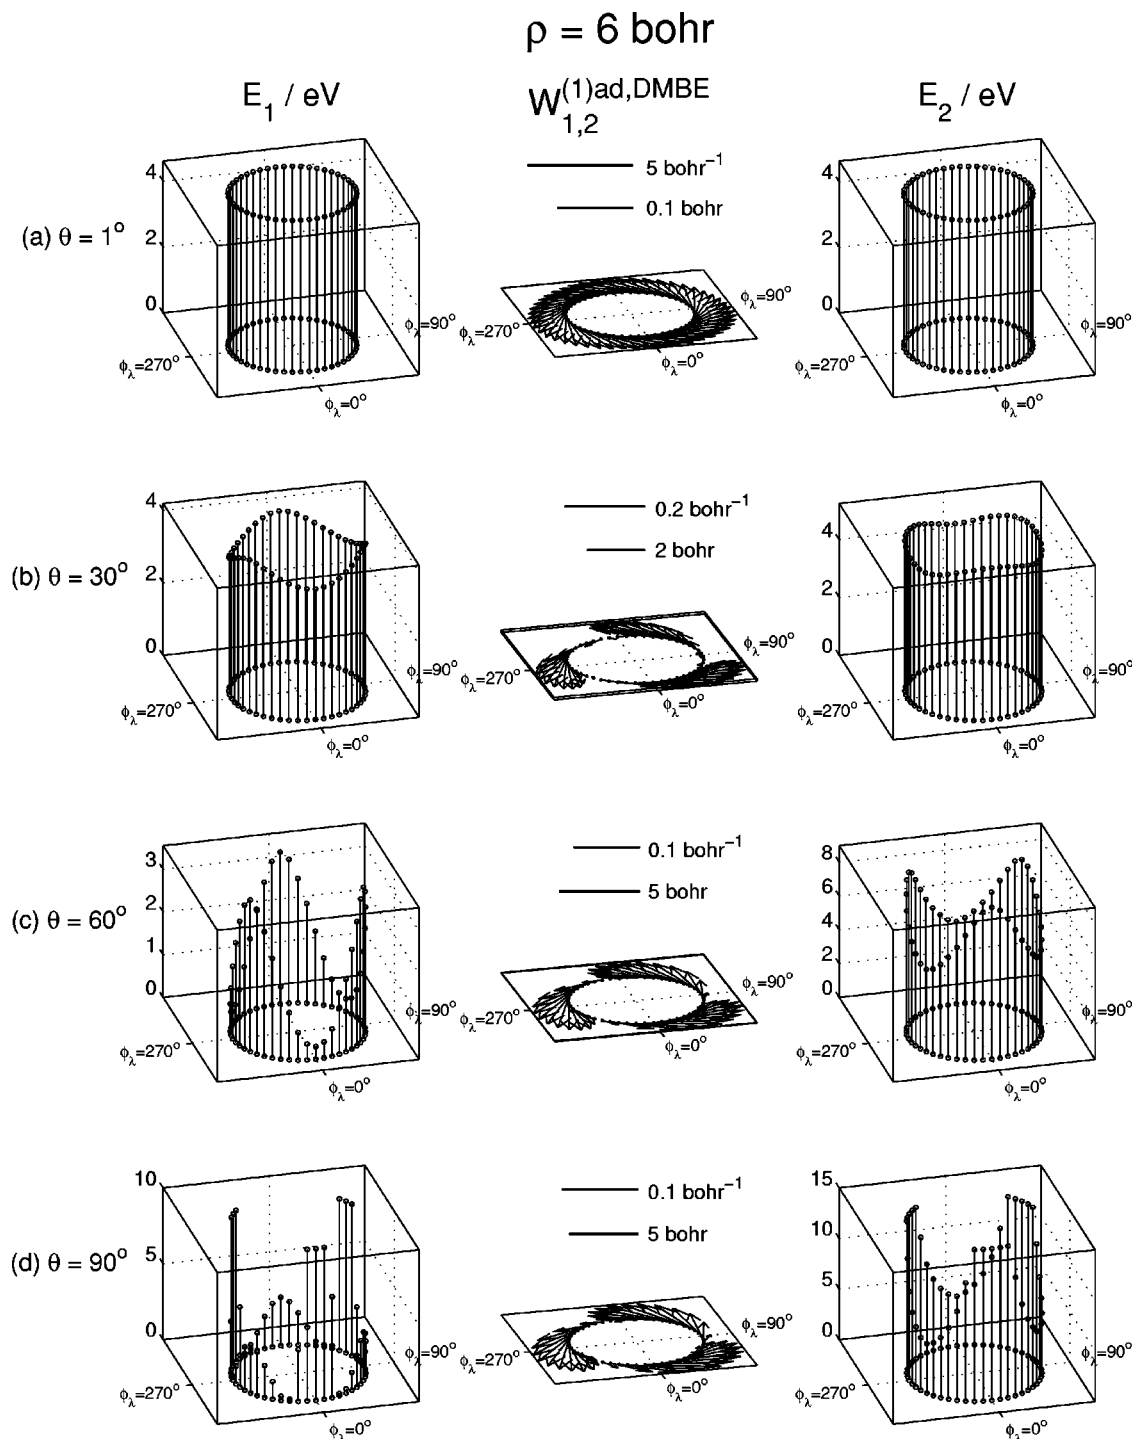 ρ = 6 bohr
E₁ / eV
W₁,₂⁽¹⁾ᵃᵈ,ᴰᴹᴮᴱ
E₂ / eV
(a) θ = 1°
4
2
0
ϕλ=270°
ϕλ=90°
ϕλ=0°
5 bohr⁻¹
0.1 bohr
ϕλ=270°
ϕλ=90°
ϕλ=0°
4
2
0
ϕλ=270°
ϕλ=90°
ϕλ=0°
(b) θ = 30°
4
2
0
ϕλ=270°
ϕλ=90°
ϕλ=0°
0.2 bohr⁻¹
2 bohr
ϕλ=270°
ϕλ=90°
ϕλ=0°
4
2
0
ϕλ=270°
ϕλ=90°
ϕλ=0°
(c) θ = 60°
3
2
1
0
ϕλ=270°
ϕλ=90°
ϕλ=0°
0.1 bohr⁻¹
5 bohr
ϕλ=270°
ϕλ=90°
ϕλ=0°
8
6
4
2
0
ϕλ=270°
ϕλ=90°
ϕλ=0°
(d) θ = 90°
10
5
0
ϕλ=270°
ϕλ=90°
ϕλ=0°
0.1 bohr⁻¹
5 bohr
ϕλ=270°
ϕλ=90°
ϕλ=0°
15
10
5
0
ϕλ=270°
ϕλ=90°
ϕλ=0°